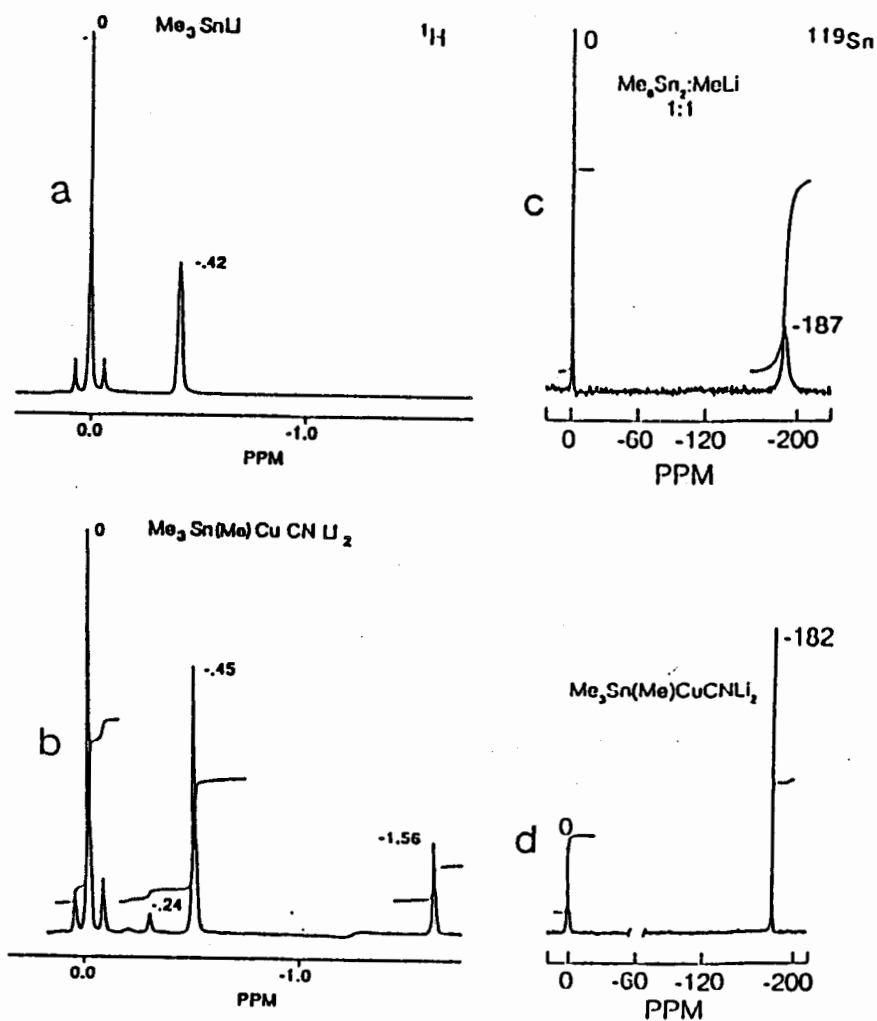 0
Me₃SnLi
¹H
a
-.42
0.0
-1.0
PPM
0
¹¹⁹Sn
Me₆Sn₂:MeLi
1:1
c
-187
0
-60
-120
-200
PPM
0
Me₃Sn(Me)CuCNLi₂
b
-.45
-.24
-1.56
0.0
-1.0
PPM
-182
Me₃Sn(Me)CuCNLi₂
d
0
0
-60
-120
-200
PPM